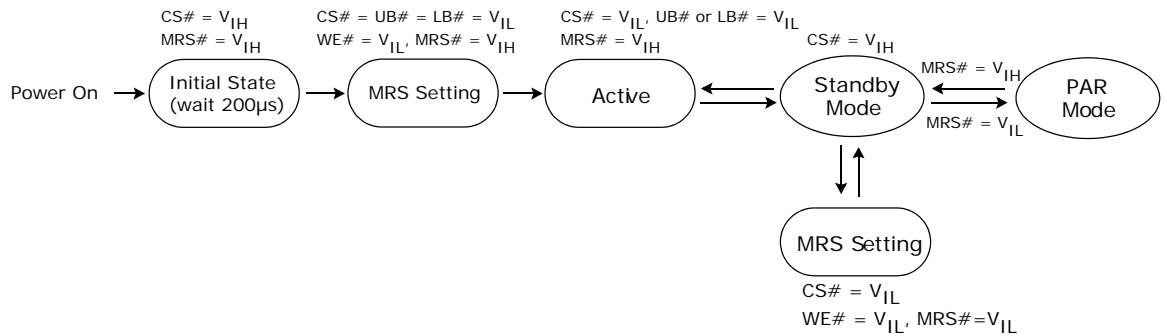 CS# = VIH
MRS# = VIH
CS# = UB# = LB# = VIL
WE# = VIL, MRS# = VIH
CS# = VIL, UB# or LB# = VIL
MRS# = VIH
CS# = VIH
Power On
Initial State
(wait 200µs)
MRS Setting
Active
Standby
Mode
MRS# = VIH
MRS# = VIL
PAR
Mode
MRS Setting
CS# = VIL
WE# = VIL, MRS#=VIL